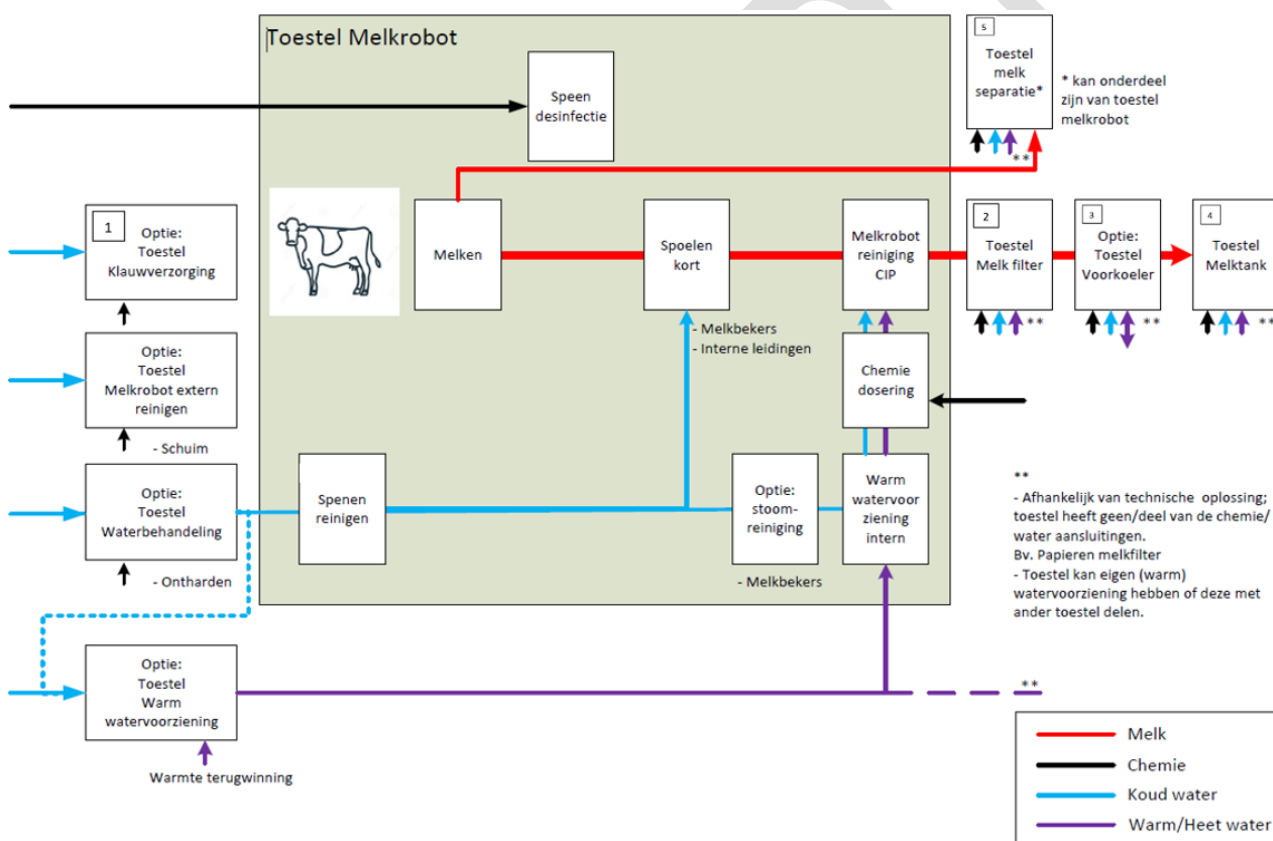 Toestel Melkrobot
Speen
desinfectie
5
Toestel
melk
separatie*
* kan onderdeel
zijn van toestel
melkrobot
**
1
Optie:
Toestel
Klauwverzorging
Melken
Spoelen
kort
Melkrobot
reiniging
CIP
2
Toestel
Melk filter
**
3
Optie:
Toestel
Voorkoeler
**
4
Toestel
Melktank
**
- Melkbekers
- Interne leidingen
Optie:
Toestel
Melkrobot extern
reinigen
- Schuim
Chemie
dosering
Optie:
Toestel
Waterbehandeling
- Ontharden
Spenen
reinigen
Optie:
stoom-
reiniging
- Melkbekers
Warm
watervoor
ziening
intern
**
- Afhankelijk van technische oplossing;
toestel heeft geen/deel van de chemie/
water aansluitingen.
Bv. Papieren melkfilter
- Toestel kan eigen (warm)
watervoorziening hebben of deze met
ander toestel delen.
Optie:
Toestel
Warm
watervoorziening
**
Warmte terugwinning
Melk
Chemie
Koud water
Warm/Heet water